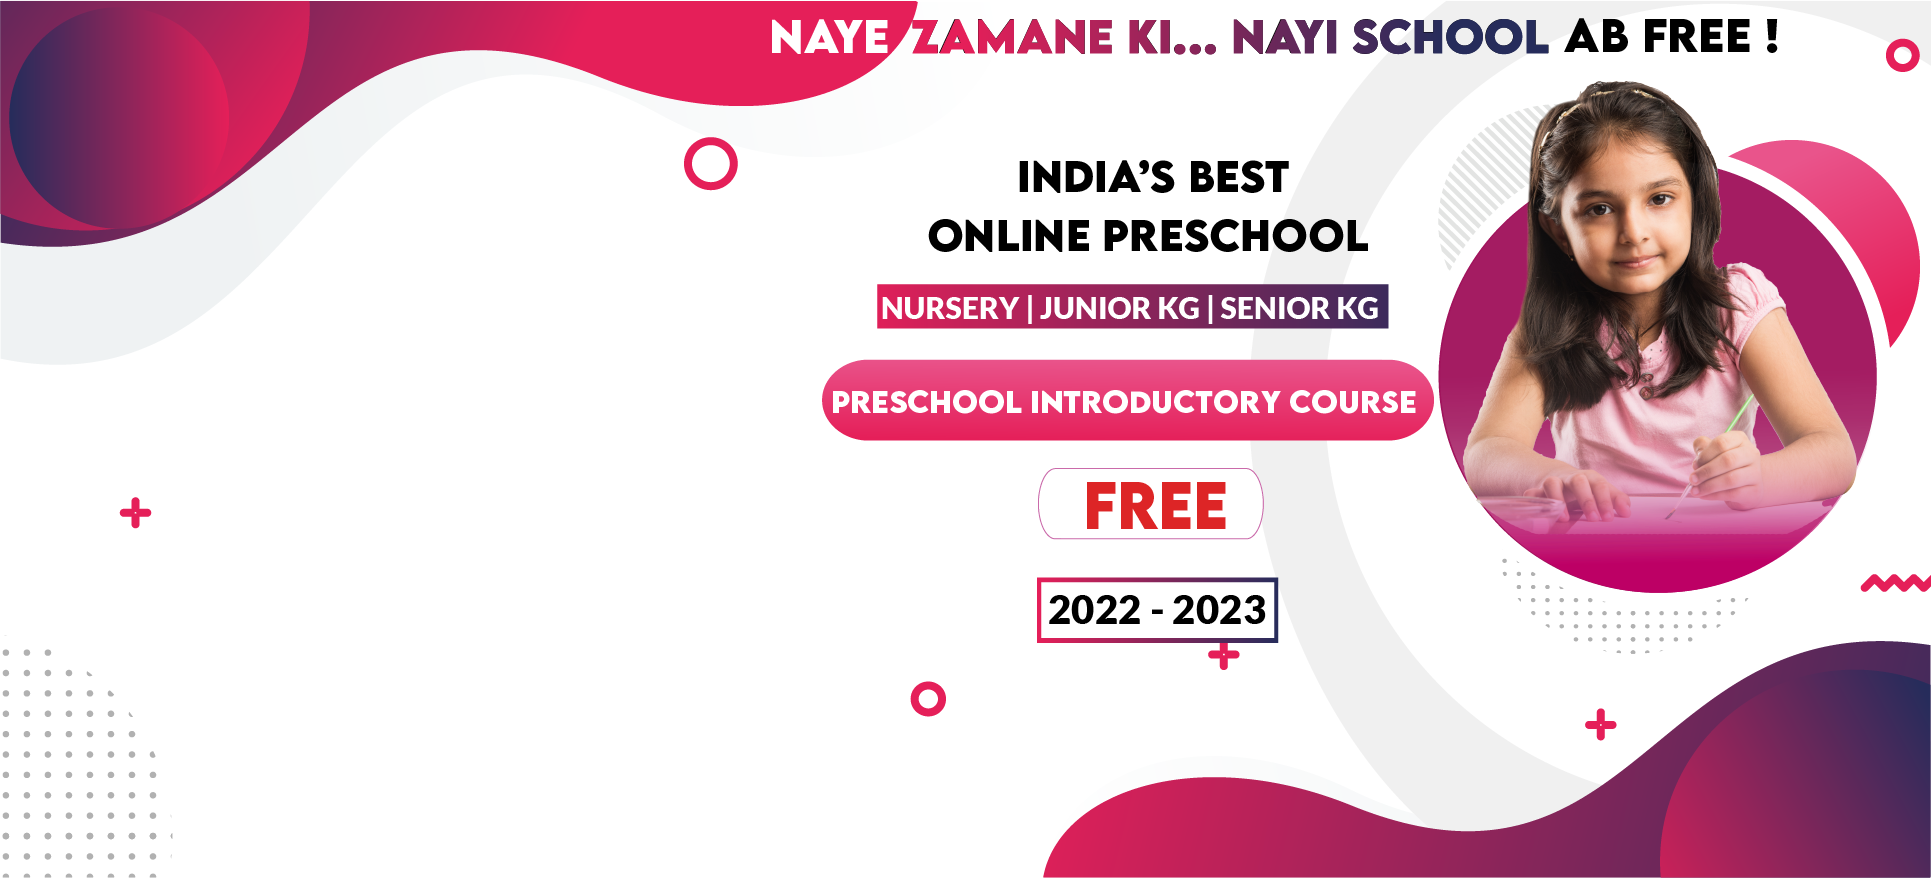 NAYE ZAMANE KI... NAYI SCHOOL AB FREE !
INDIA'S BEST
ONLINE PRESCHOOL
NURSERY | JUNIOR KG | SENIOR KG
PRESCHOOL INTRODUCTORY COURSE
FREE
2022 - 2023